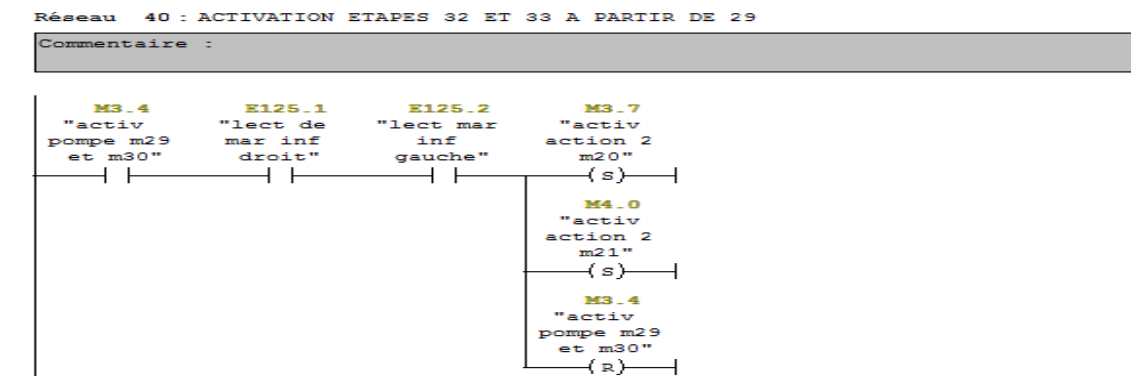 Réseau 40 : ACTIVATION ETAPES 32 ET 33 A PARTIR DE 29
Commentaire :
M3.4 E125.1 E125.2 M3.7
"activ "lect de "lect mar "activ
pompe m29 mar inf inf action 2
et m30" droit" gauche" m20"
S
M4.0
"activ
action 2
m21"
S
M3.4
"activ
pompe m29
et m30"
R